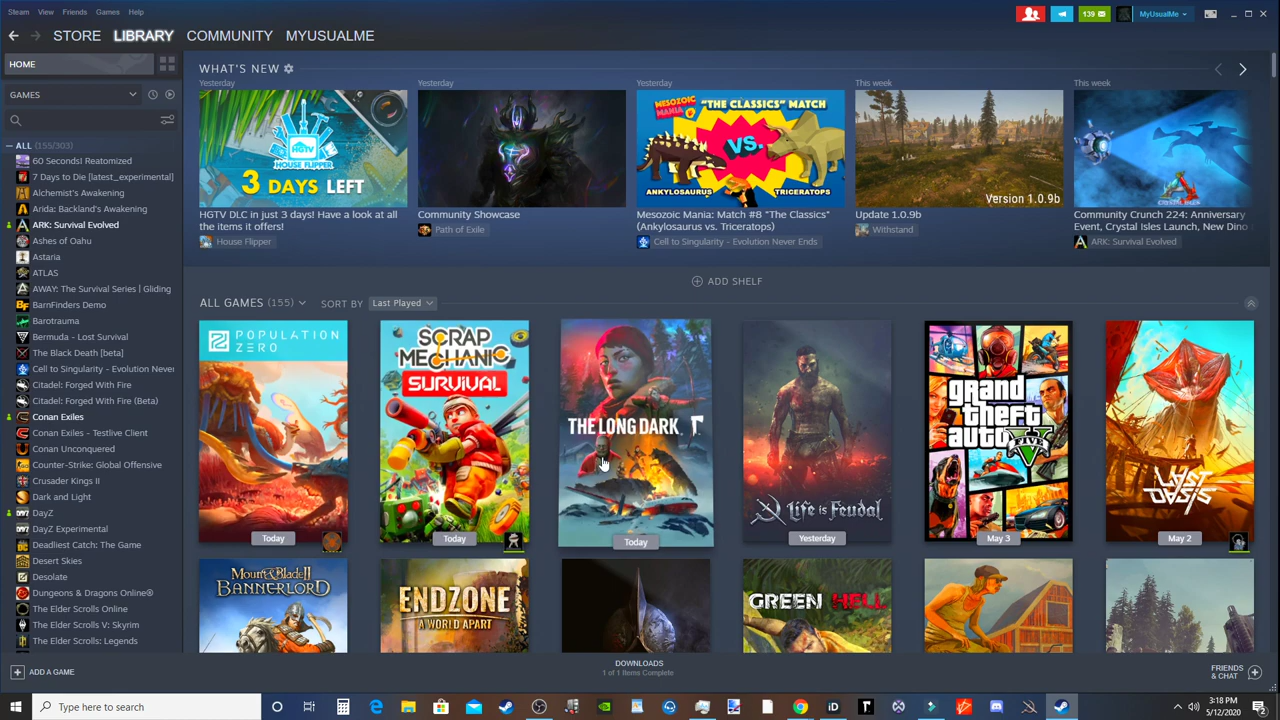 Steam View Friends Games Help
139
MyUsualMe
STORE LIBRARY COMMUNITY MYUSUALME
HOME
GAMES
ALL (155/303)
60 Seconds! Reatomized
7 Days to Die [latest_experimental]
Alchemist's Awakening
Arida: Backland's Awakening
ARK: Survival Evolved
Ashes of Oahu
Astaria
ATLAS
AWAY: The Survival Series | Gliding
BarnFinders Demo
Barotrauma
Bermuda - Lost Survival
The Black Death [beta]
Cell to Singularity - Evolution Never
Citadel: Forged With Fire
Citadel: Forged With Fire (Beta)
Conan Exiles
Conan Exiles - Testlive Client
Conan Unconquered
Counter-Strike: Global Offensive
Crusader Kings II
Dark and Light
DayZ
DayZ Experimental
Deadliest Catch: The Game
Desert Skies
Desolate
Dungeons & Dragons Online®
The Elder Scrolls Online
The Elder Scrolls V: Skyrim
The Elder Scrolls: Legends
ADD A GAME
WHAT'S NEW
Yesterday
HGTV
HOUSE FLIPPER
3 DAYS LEFT
HGTV DLC in just 3 days! Have a look at all
the items it offers!
House Flipper
Yesterday
Community Showcase
Path of Exile
Yesterday
MESOZOIC MANIA "THE CLASSICS" MATCH
VS.
ANKYLOSAURUS TRICERATOPS
Mesozoic Mania: Match #8 "The Classics"
(Ankylosaurus vs. Triceratops)
Cell to Singularity - Evolution Never Ends
This week
Version 1.0.9b
Update 1.0.9b
Withstand
This week
Community Crunch 224: Anniversary
Event, Crystal Isles Launch, New Dino
ARK: Survival Evolved
ADD SHELF
ALL GAMES (155) SORT BY Last Played
POPULATION ZERO
Today
SCRAP MECHANIC
SURVIVAL
Today
THE LONG DARK
Today
Life is Feudal
Yesterday
grand theft auto V
FIVE
May 3
LAST OASIS
May 2
MOUNT & BLADE II
BANNERLORD
ENDZONE
A WORLD APART
GREEN HELL
DOWNLOADS
1 of 1 Items Complete
FRIENDS
& CHAT
Type here to search
3:18 PM
5/12/2020
2